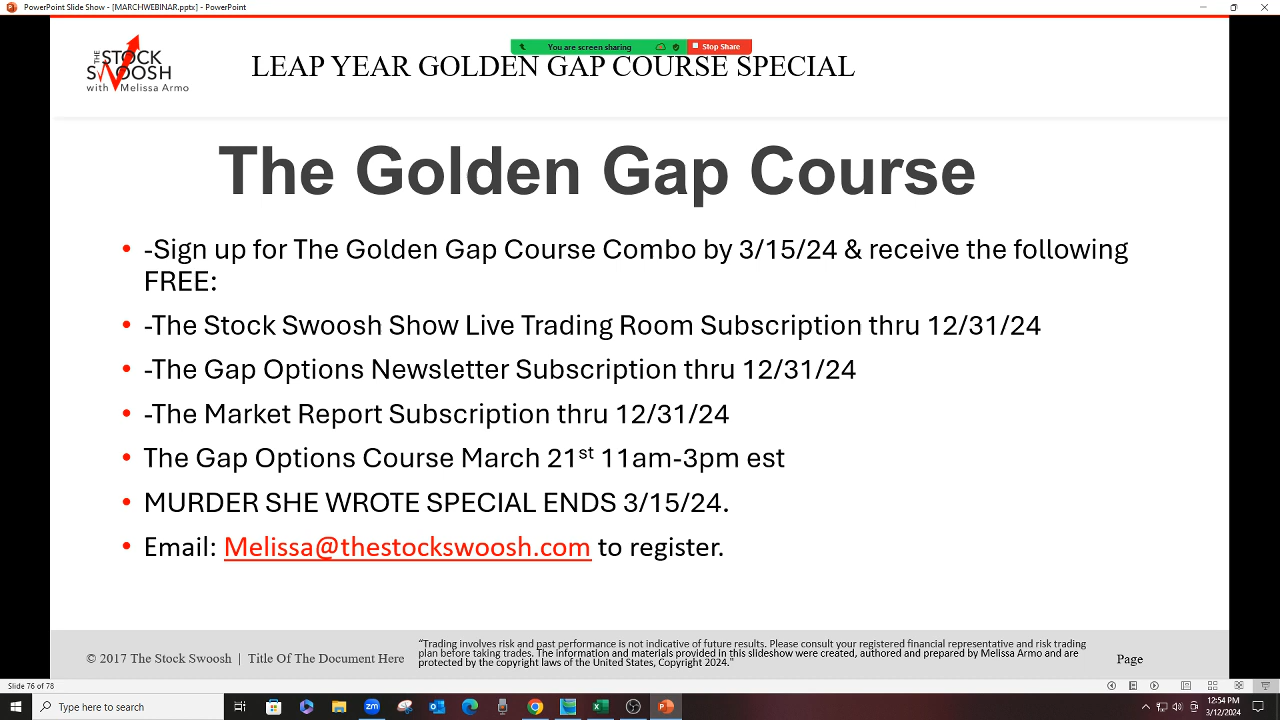 PowerPoint Slide Show - [MARCHWEBINAR.pptx] - PowerPoint
You are screen sharing
Stop Share
THE
STOCK
SWOOSH
with Melissa Armo
LEAP YEAR GOLDEN GAP COURSE SPECIAL
The Golden Gap Course
• -Sign up for The Golden Gap Course Combo by 3/15/24 & receive the following
FREE:
• -The Stock Swoosh Show Live Trading Room Subscription thru 12/31/24
• -The Gap Options Newsletter Subscription thru 12/31/24
• -The Market Report Subscription thru 12/31/24
• The Gap Options Course March 21st 11am-3pm est
• MURDER SHE WROTE SPECIAL ENDS 3/15/24.
• Email: Melissa@thestockswoosh.com to register.
© 2017 The Stock Swoosh | Title Of The Document Here
"Trading involves risk and past performance is not indicative of future results. Please consult your registered financial representative and risk trading
plan before taking trades. The information and materials provided in this slideshow were created, authored and prepared by Melissa Armo and are
protected by the copyright laws of the United States, Copyright 2024."
Page
Slide 76 of 78
Type here to search
12:54 PM
3/12/2024